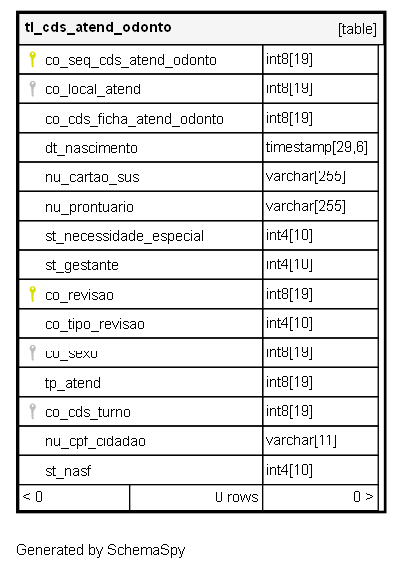 tl_cds_atend_odonto [table]
co_seq_cds_atend_odonto int8[19]
co_local_atend int8[19]
co_cds_ficha_atend_odonto int8[19]
dt_nascimento timestamp[29,6]
nu_cartao_sus varchar[255]
nu_prontuario varchar[255]
st_necessidade_especial int4[10]
st_gestante int4[10]
co_revisao int8[19]
co_tipo_revisao int4[10]
co_sexo int8[19]
tp_atend int8[19]
co_cds_turno int8[19]
nu_cpf_cidadao varchar[11]
st_nasf int4[10]
< 0 0 rows 0 >
Generated by SchemaSpy